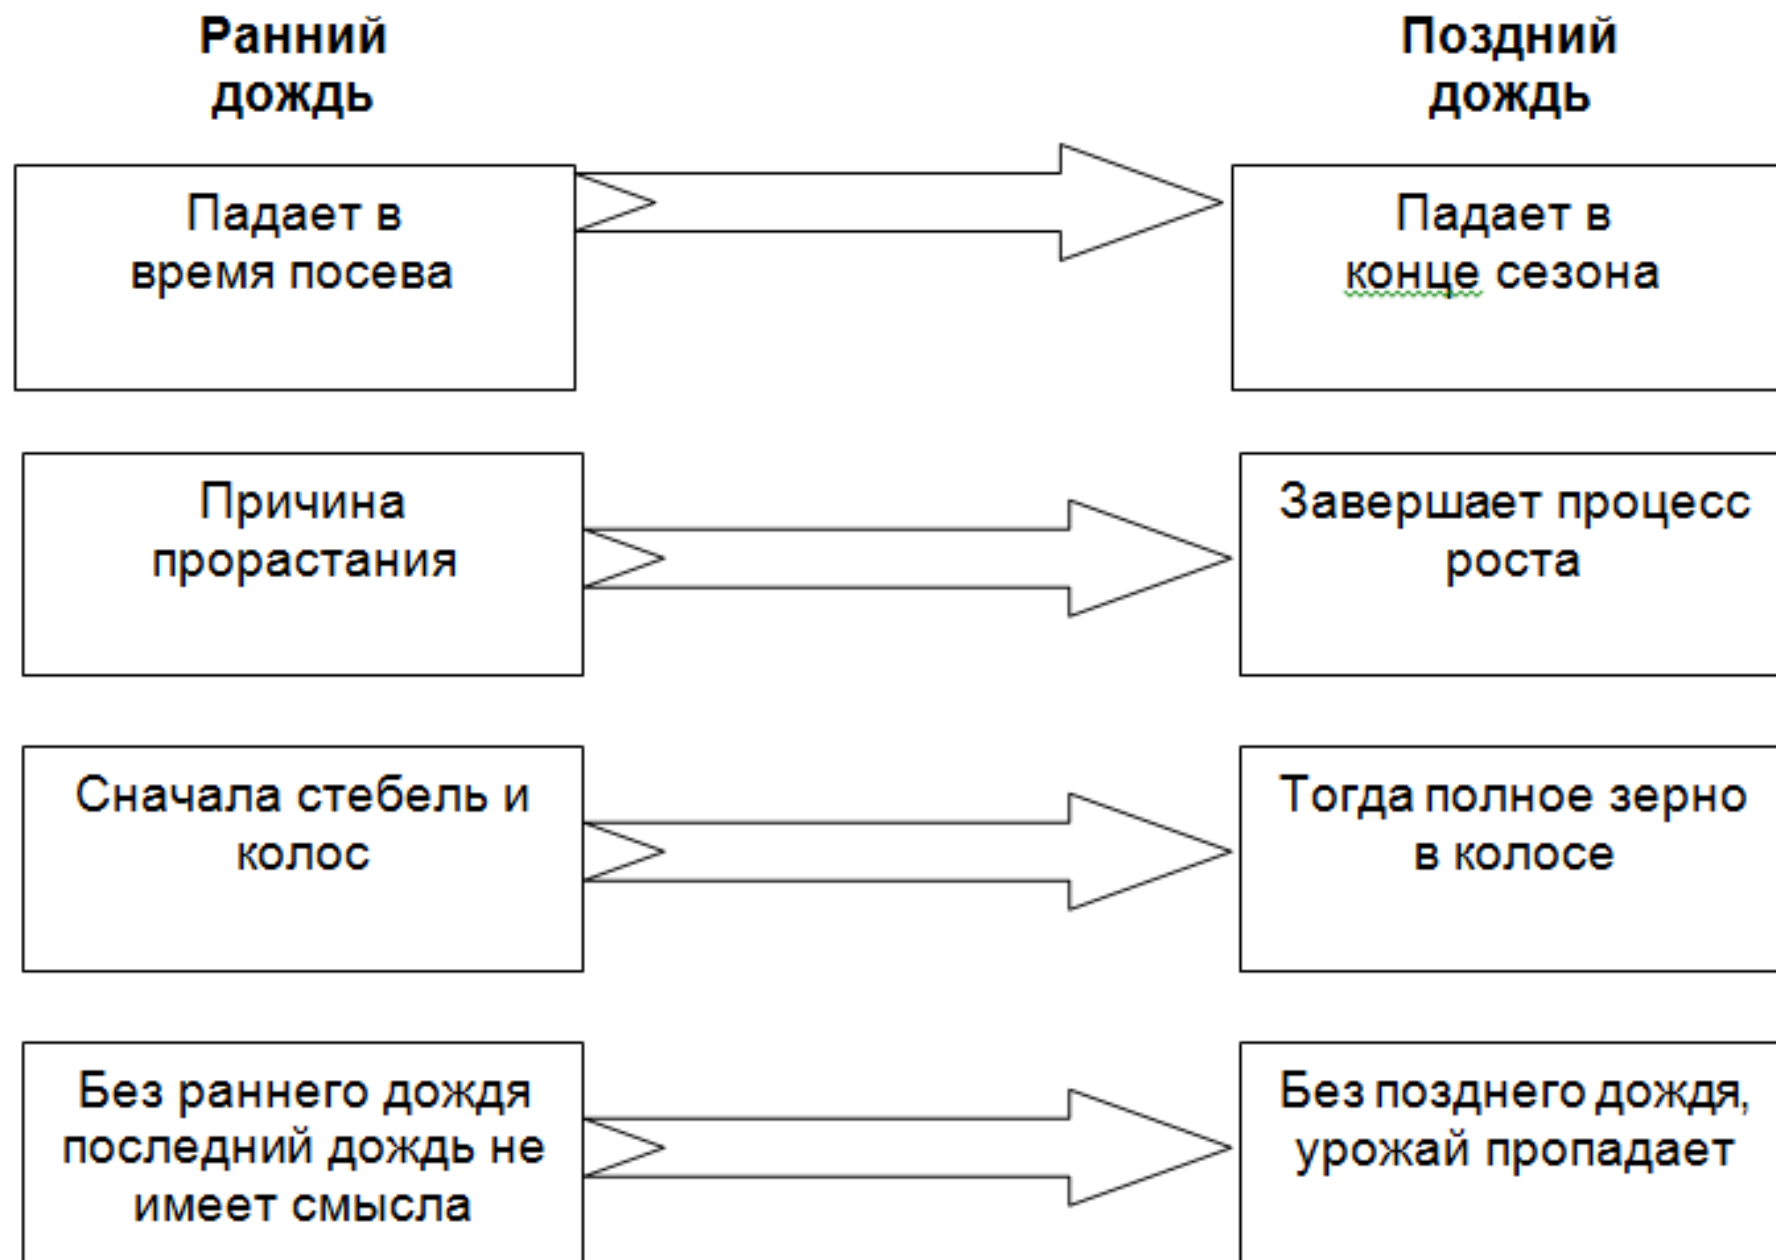 Ранний
дождь
Поздний
дождь
Падает в
время посева
Падает в
конце сезона
Причина
прорастания
Завершает процесс
роста
Сначала стебель и
колос
Тогда полное зерно
в колосе
Без раннего дождя
последний дождь не
имеет смысла
Без позднего дождя,
урожай пропадает